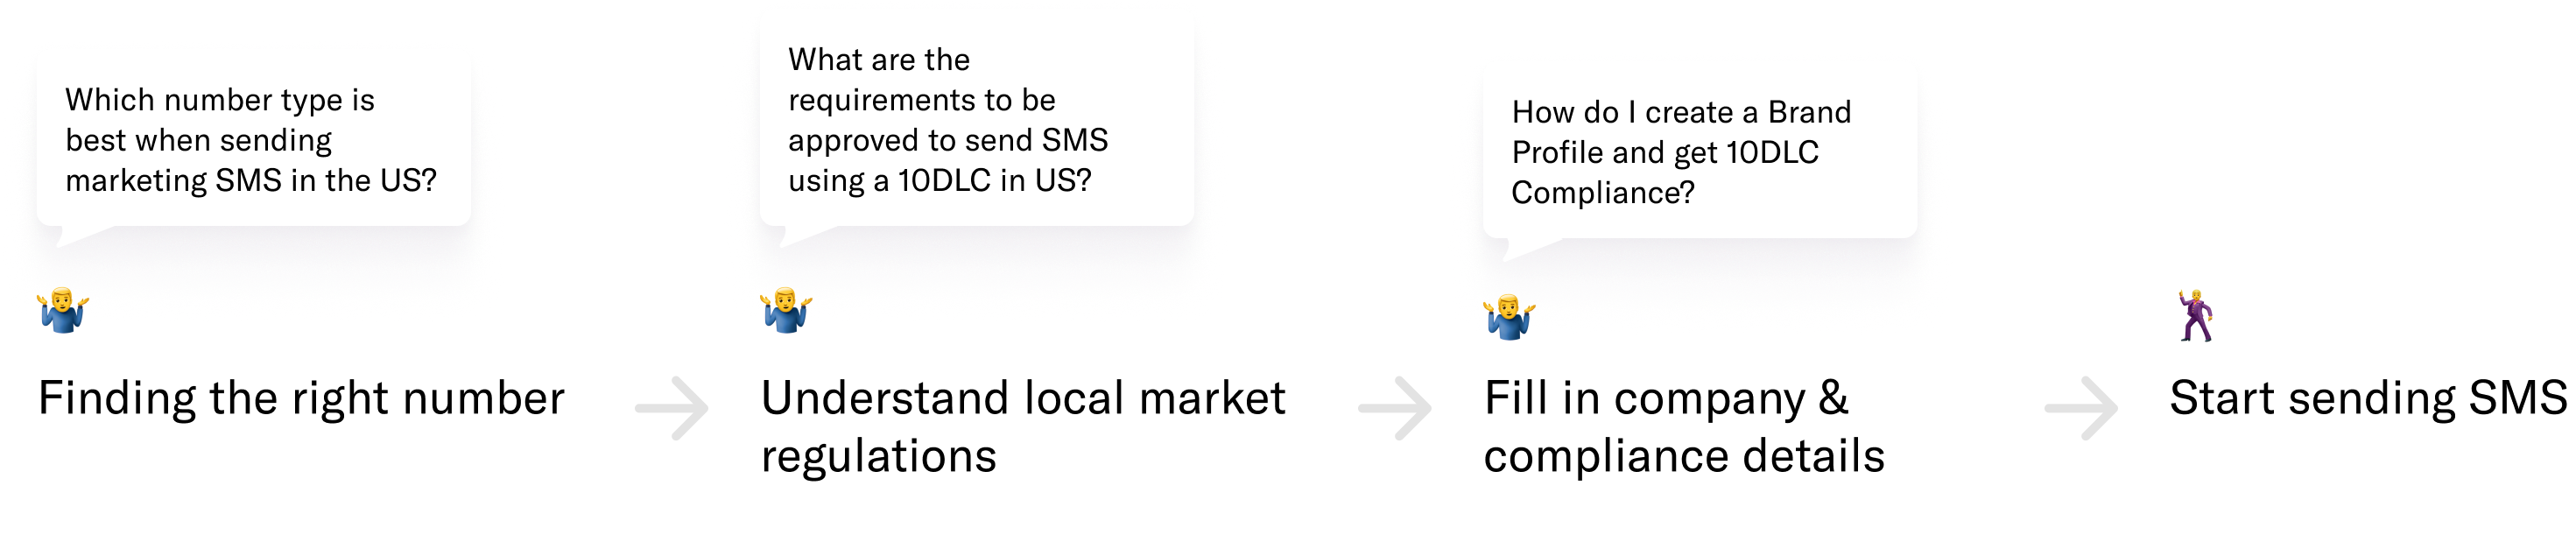 Which number type is
best when sending
marketing SMS in the US?
Finding the right number
What are the
requirements to be
approved to send SMS
using a 10DLC in US?
Understand local market
regulations
How do I create a Brand
Profile and get 10DLC
Compliance?
Fill in company &
compliance details
Start sending SMS